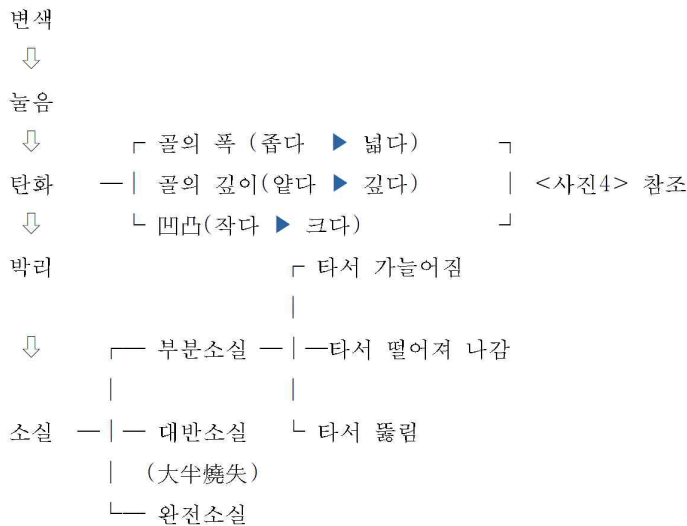 변색
⇩
눌음
⇩ ┌ 골의 폭 (좁다 ▶ 넓다) ┐
탄화 ─│ 골의 깊이(얕다 ▶ 깊다) │ <사진4> 참조
⇩ └ 凹凸(작다 ▶ 크다) ┘
박리 ┌ 타서 가늘어짐
│
⇩ ┌─ 부분소실 ─│─타서 떨어져 나감
│ │
소실 ─│─ 대반소실 └ 타서 뚫림
│ (大半燒失)
└─ 완전소실